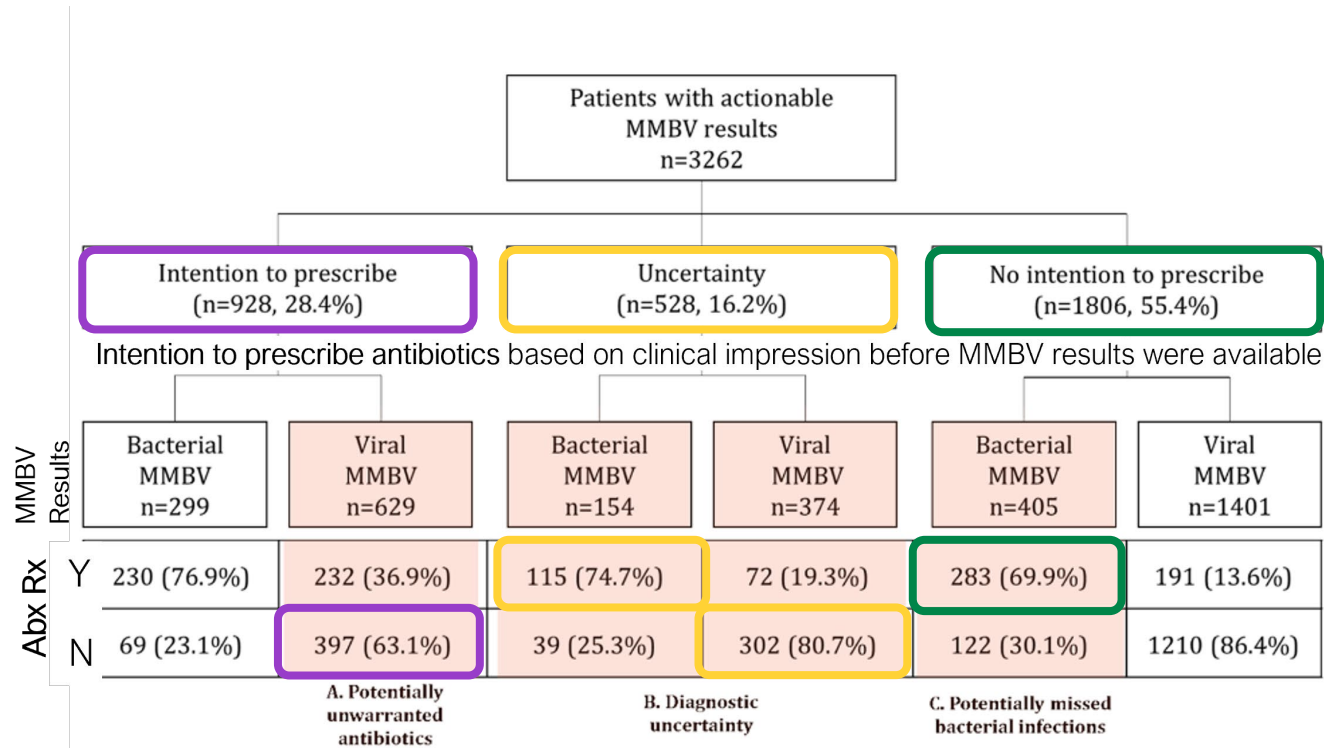 Patients with actionable
MMBV results
n=3262
Intention to prescribe
(n=928, 28.4%)
Uncertainty
(n=528, 16.2%)
No intention to prescribe
(n=1806, 55.4%)
Intention to prescribe antibiotics based on clinical impression before MMBV results were available
MMBV
Results
Bacterial
MMBV
n=299
Viral
MMBV
n=629
Bacterial
MMBV
n=154
Viral
MMBV
n=374
Bacterial
MMBV
n=405
Viral
MMBV
n=1401
Abx Rx
Y
230 (76.9%)
232 (36.9%)
115 (74.7%)
72 (19.3%)
283 (69.9%)
191 (13.6%)
N
69 (23.1%)
397 (63.1%)
39 (25.3%)
302 (80.7%)
122 (30.1%)
1210 (86.4%)
A. Potentially
unwarranted
antibiotics
B. Diagnostic
uncertainty
C. Potentially missed
bacterial infections